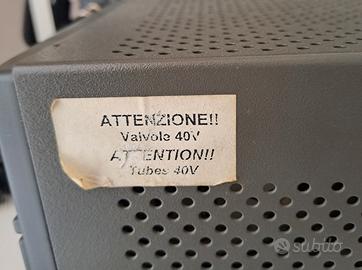 ATTENZIONE!!
Valvole 40V
ATTENTION!!
Tubes 40V
subito